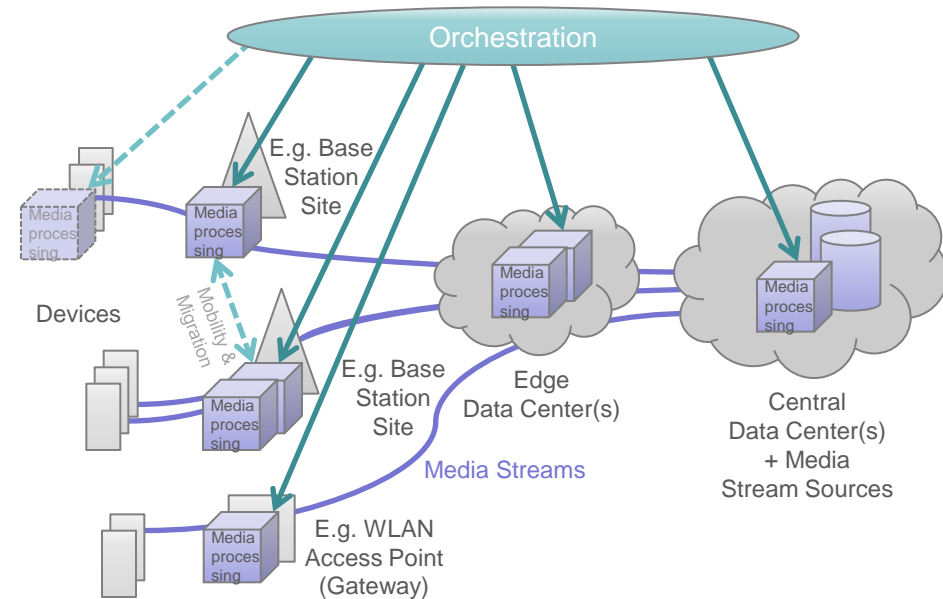 Orchestration
E.g. Base
Station
Site
Media
proces
sing
Media
proces
sing
Mobility &
Migration
Devices
Media
proces
sing
Media
proces
sing
Media
proces
sing
E.g. Base
Station
Site
Edge
Data Center(s)
Central
Data Center(s)
+ Media
Stream Sources
Media Streams
Media
proces
sing
E.g. WLAN
Access Point
(Gateway)